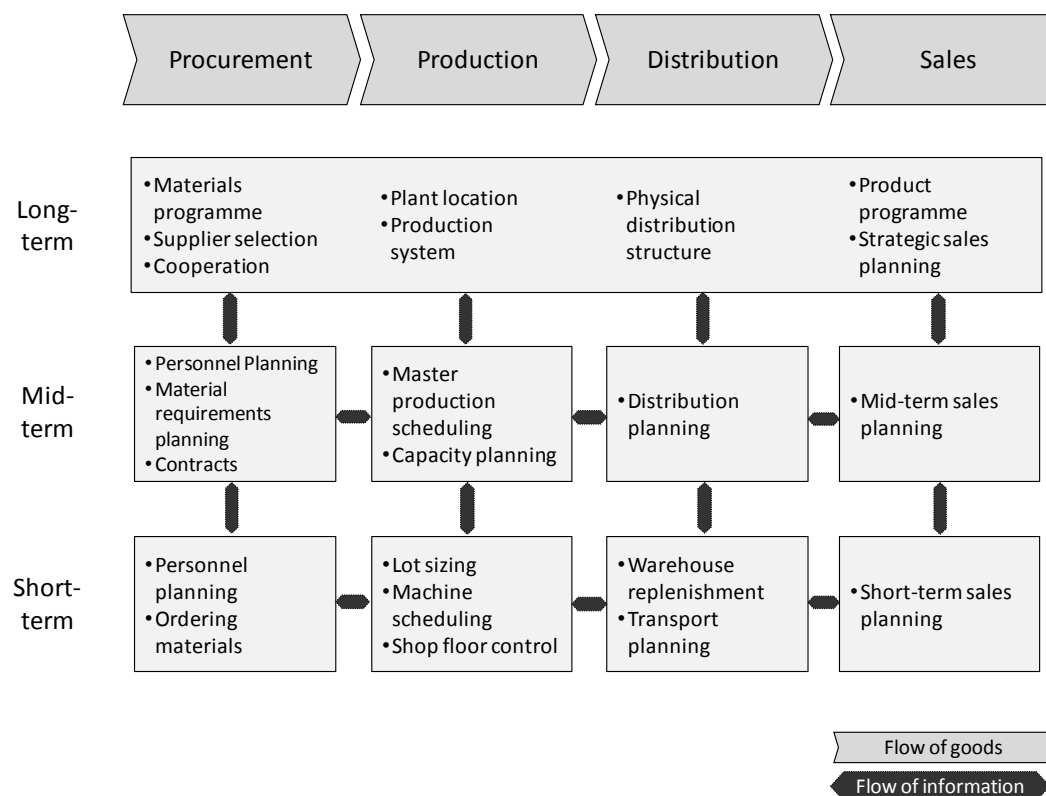 Procurement
Production
Distribution
Sales
Long-
term
•Materials
programme
•Supplier selection
•Cooperation
•Plant location
•Production
system
•Physical
distribution
structure
•Product
programme
•Strategic sales
planning
Mid-
term
•Personnel Planning
•Material
requirements
planning
•Contracts
•Master
production
scheduling
•Capacity planning
•Distribution
planning
•Mid-term sales
planning
Short-
term
•Personnel
planning
•Ordering
materials
•Lot sizing
•Machine
scheduling
•Shop floor control
•Warehouse
replenishment
•Transport
planning
•Short-term sales
planning
Flow of goods
Flow of information